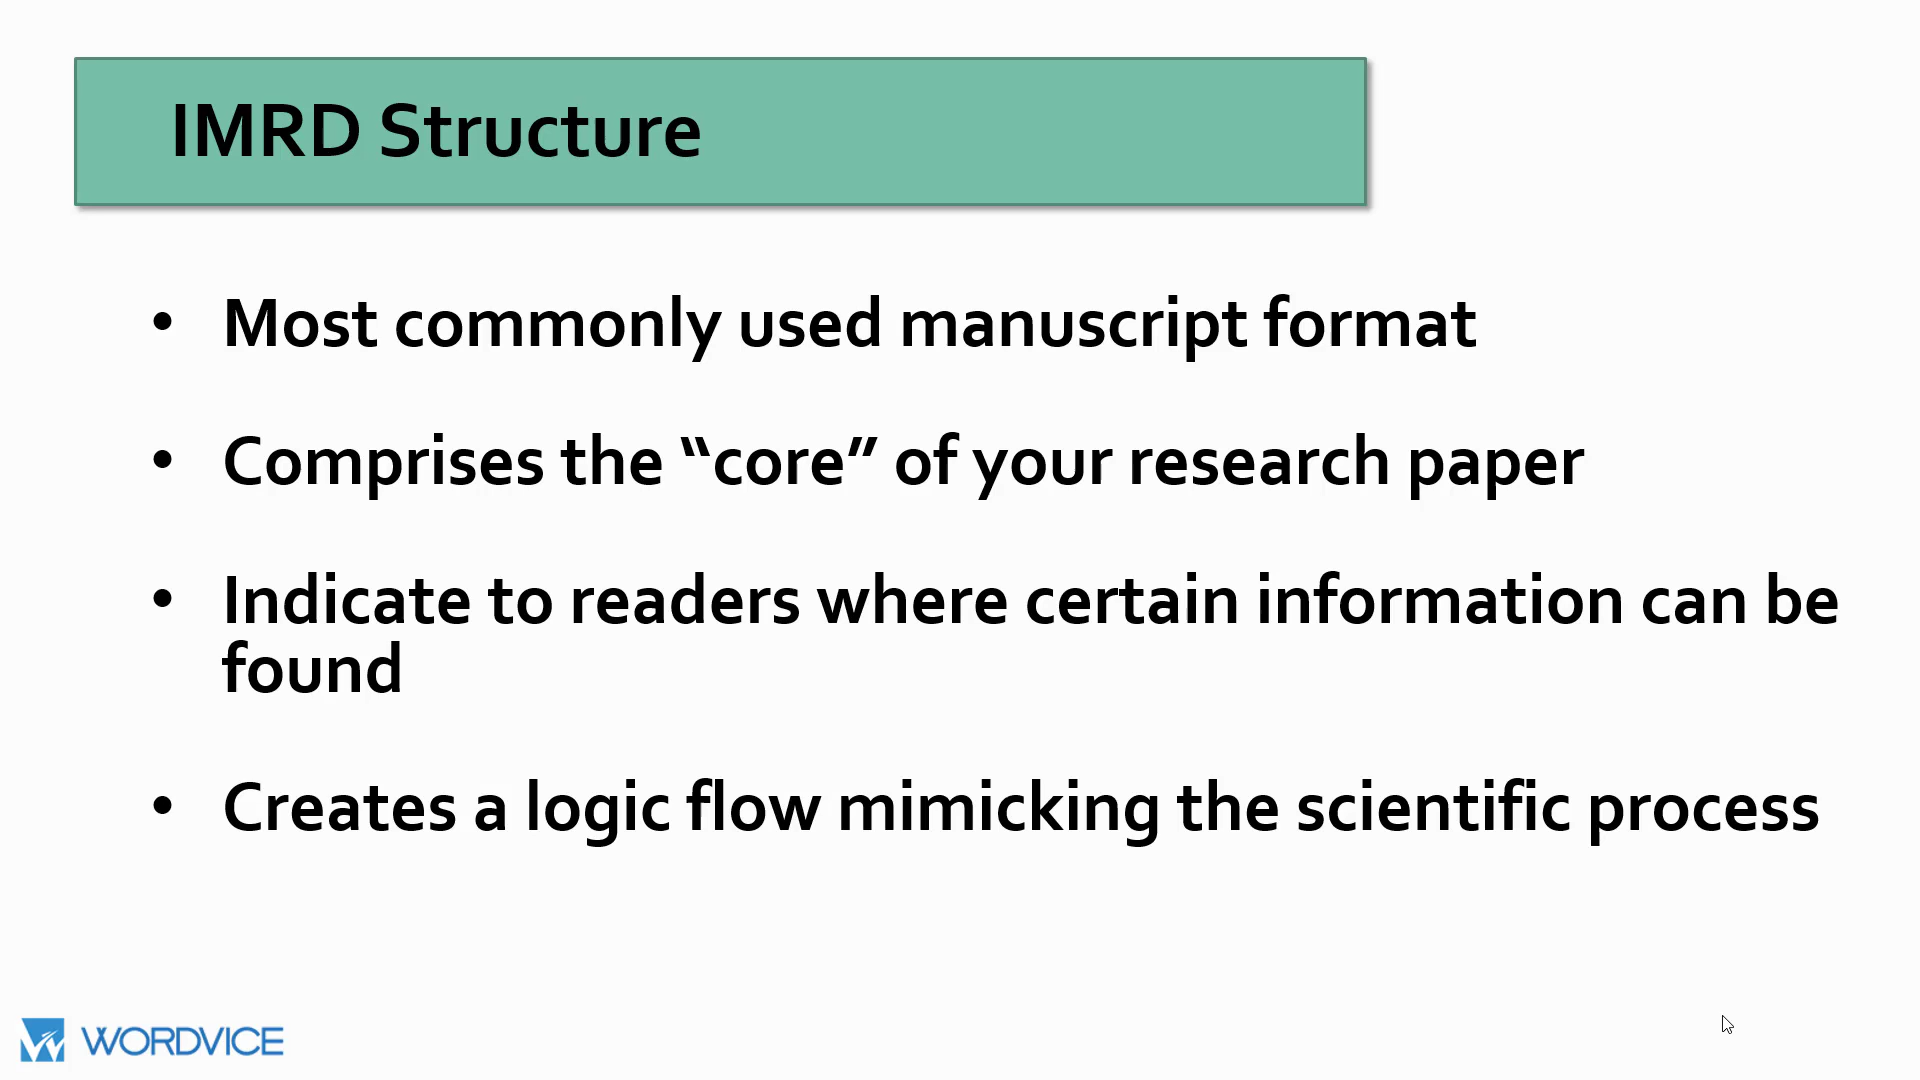 IMRD Structure
• Most commonly used manuscript format
• Comprises the “core” of your research paper
• Indicate to readers where certain information can be
found
• Creates a logic flow mimicking the scientific process
WORDVICE